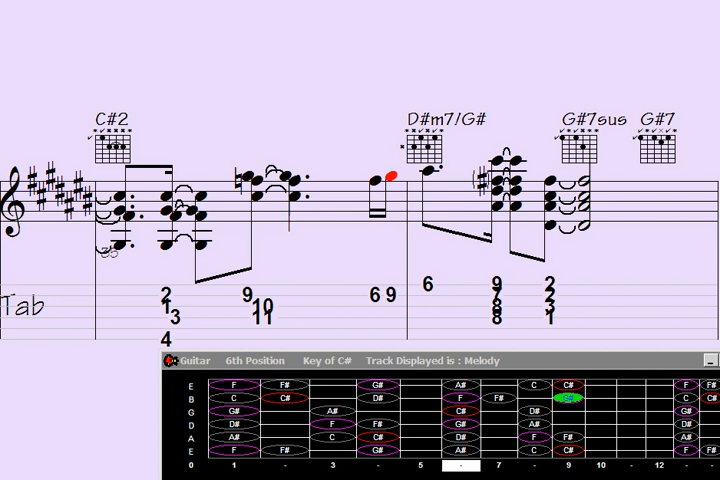 C#2 D#m7/G# G#7sus G#7
35
6 9 2
2 9 6 9 7 2
1 10 8 3
3 11 8 1
Tab
4
Guitar 6th Position Key of C# Track Displayed is : Melody
E F F# G# A# C C# F F#
B C C# D# F F# G# C C#
G G# A# C# D# G#
D D# F G# D#
A A# C C# D# F F# A#
E F F# G# A# C C# F F#
0 1 - 3 - 5 - 7 - 9 10 - 12 -